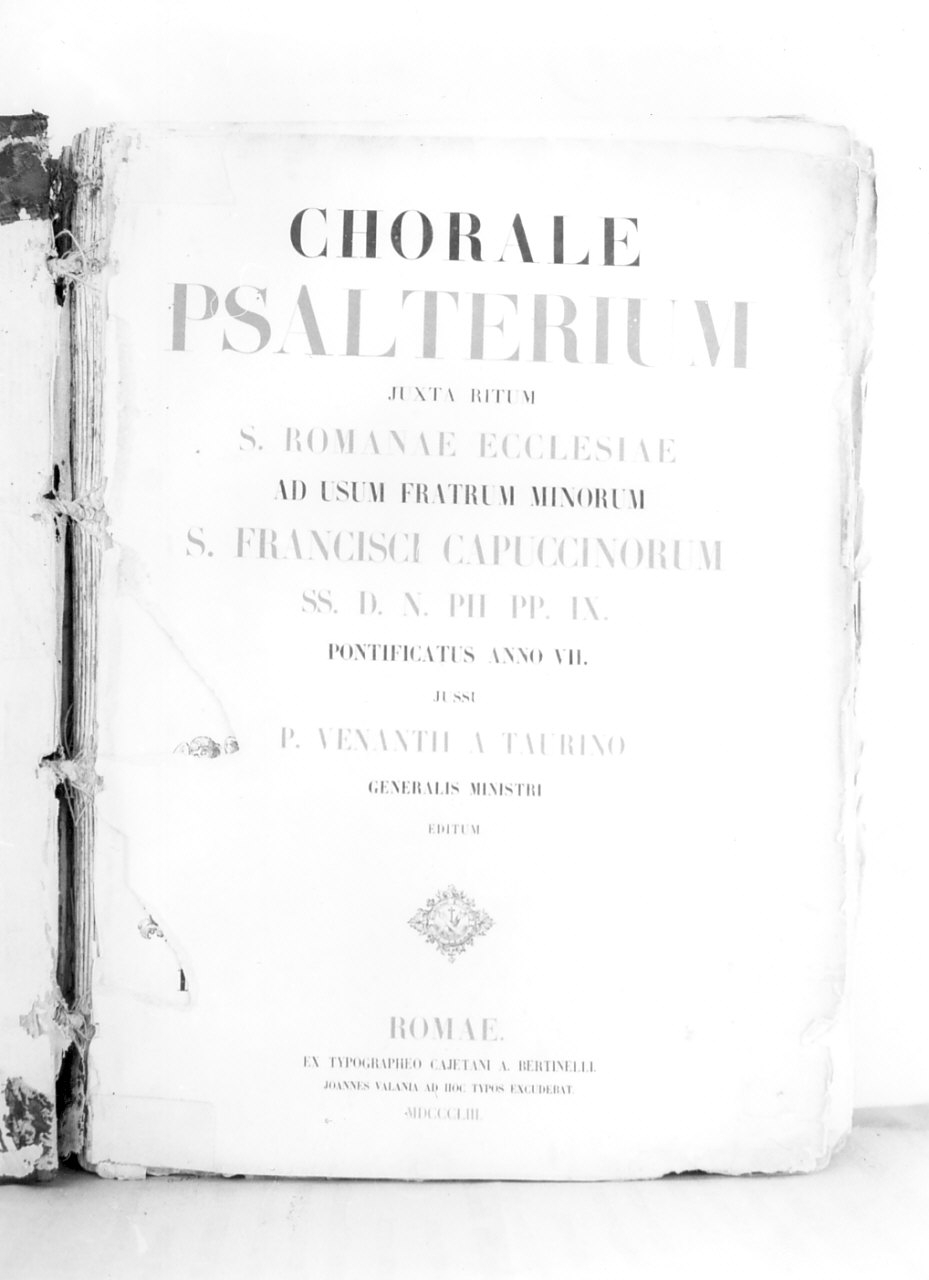 CHORALE
PSALTERIUM
JUXTA RITUM
S. ROMANAE ECCLESIAE
AD USUM FRATRUM MINORUM
S. FRANCISCI CAPUCCINORUM
SS. D. N. PII PP. IX.
PONTIFICATUS ANNO VII.
JUSSI
P. VENANTII A TAURINO
GENERALIS MINISTRI
EDITUM
ROMAE.
EX TYPOGRAPHEO CAJETANI A. BERTINELLI.
JOANNES VALANIA AD HOC TYPOS EXCUDEBAT.
MDCCCLIII.